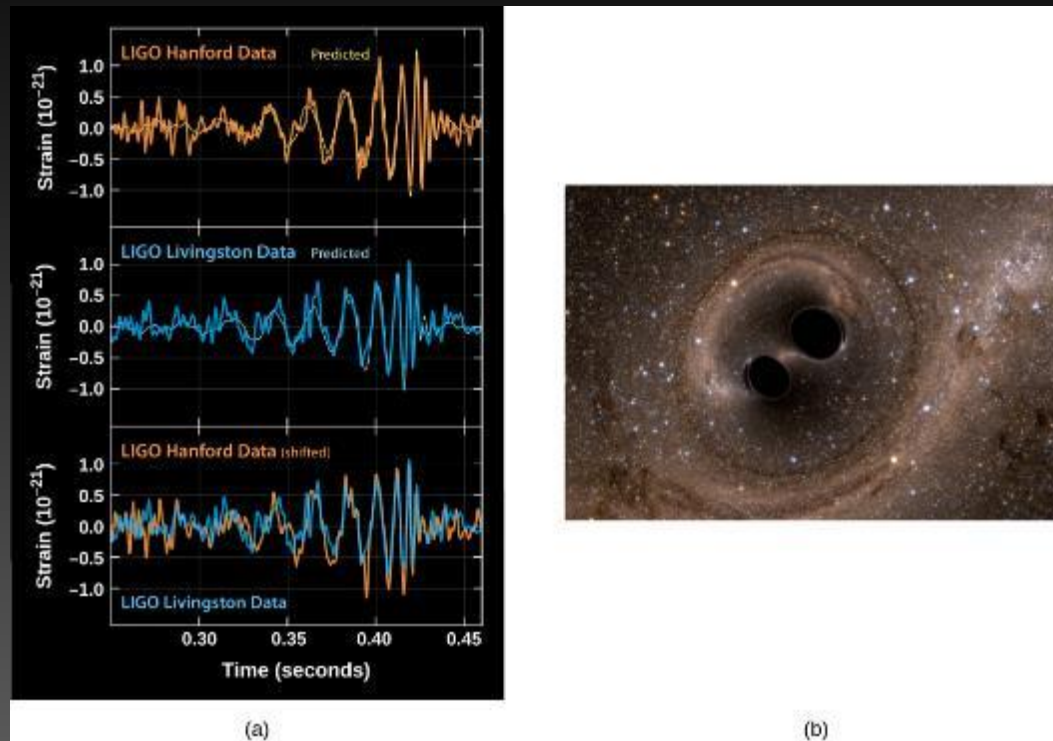 LIGO Hanford Data Predicted
1.0
0.5
0.0
−0.5
−1.0
Strain (10⁻²¹)
LIGO Livingston Data Predicted
1.0
0.5
0.0
−0.5
−1.0
Strain (10⁻²¹)
LIGO Hanford Data (shifted)
1.0
0.5
0.0
−0.5
−1.0
Strain (10⁻²¹)
LIGO Livingston Data
0.30 0.35 0.40 0.45
Time (seconds)
(a) (b)